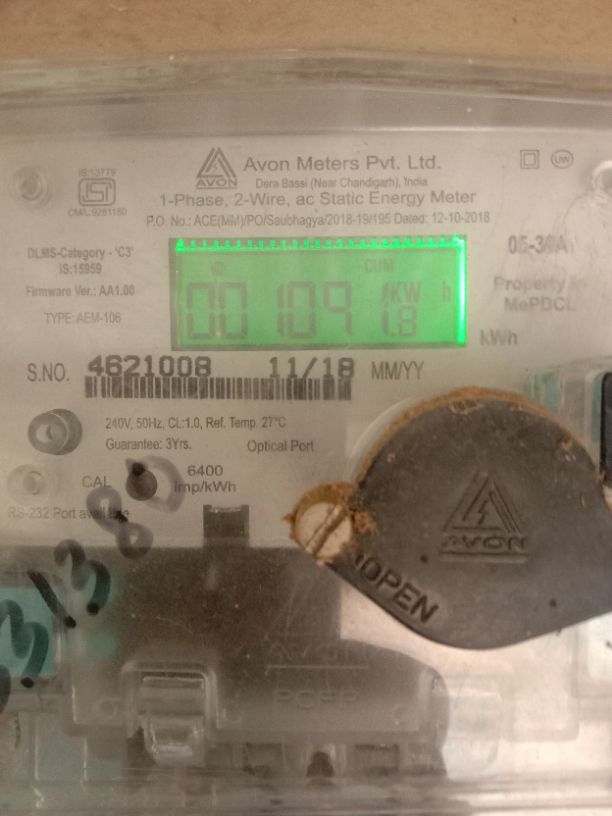 IS:13779
CM/L:9281160
AVON
Avon Meters Pvt. Ltd.
Dera Bassi (Near Chandigarh), India
1-Phase, 2-Wire, ac Static Energy Meter
P.O. No.: ACE(MM)/PO/Saubhagya/2018-19/195 Dated: 12-10-2018
UW
DLMS-Category - 'C3'
IS:15959
Firmware Ver.: AA1.00
TYPE: AEM-106
CUM
KW h
05-30A
Property
MePDCL
kWh
S.NO. 4621008 11/18 MM/YY
240V, 50Hz, CL:1.0, Ref. Temp. 27°C
Guarantee: 3Yrs. Optical Port
CAL 6400
Imp/kWh
RS-232 Port
AVON
OPEN